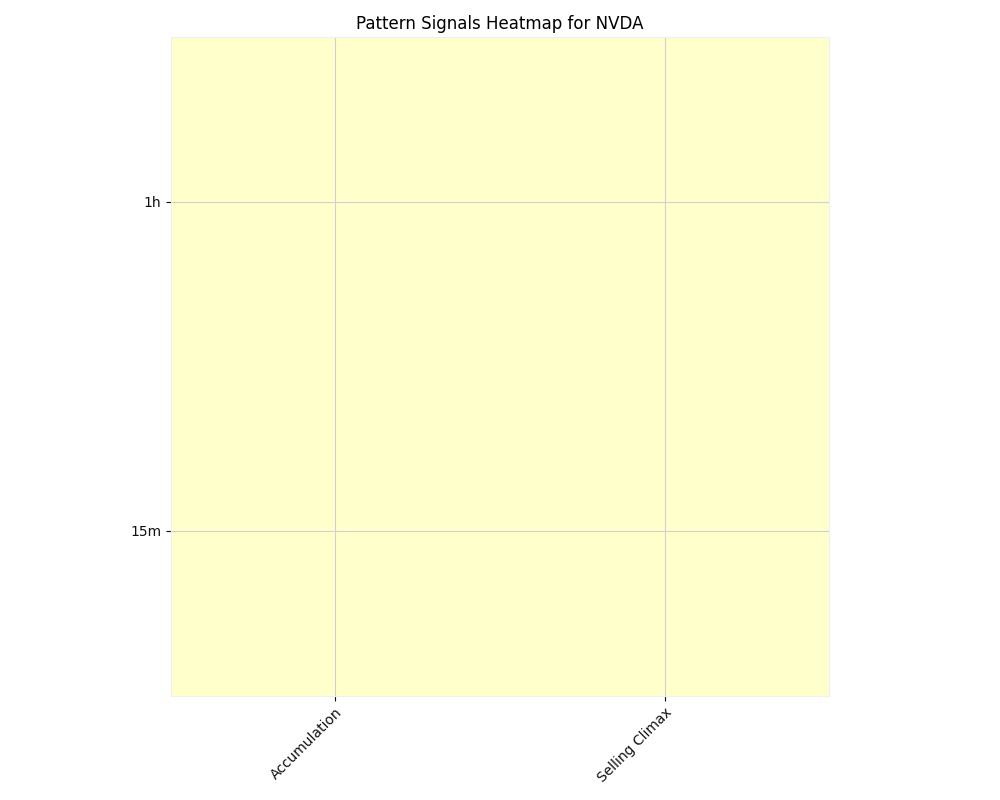 Pattern Signals Heatmap for NVDA
1h
15m
Accumulation
Selling Climax